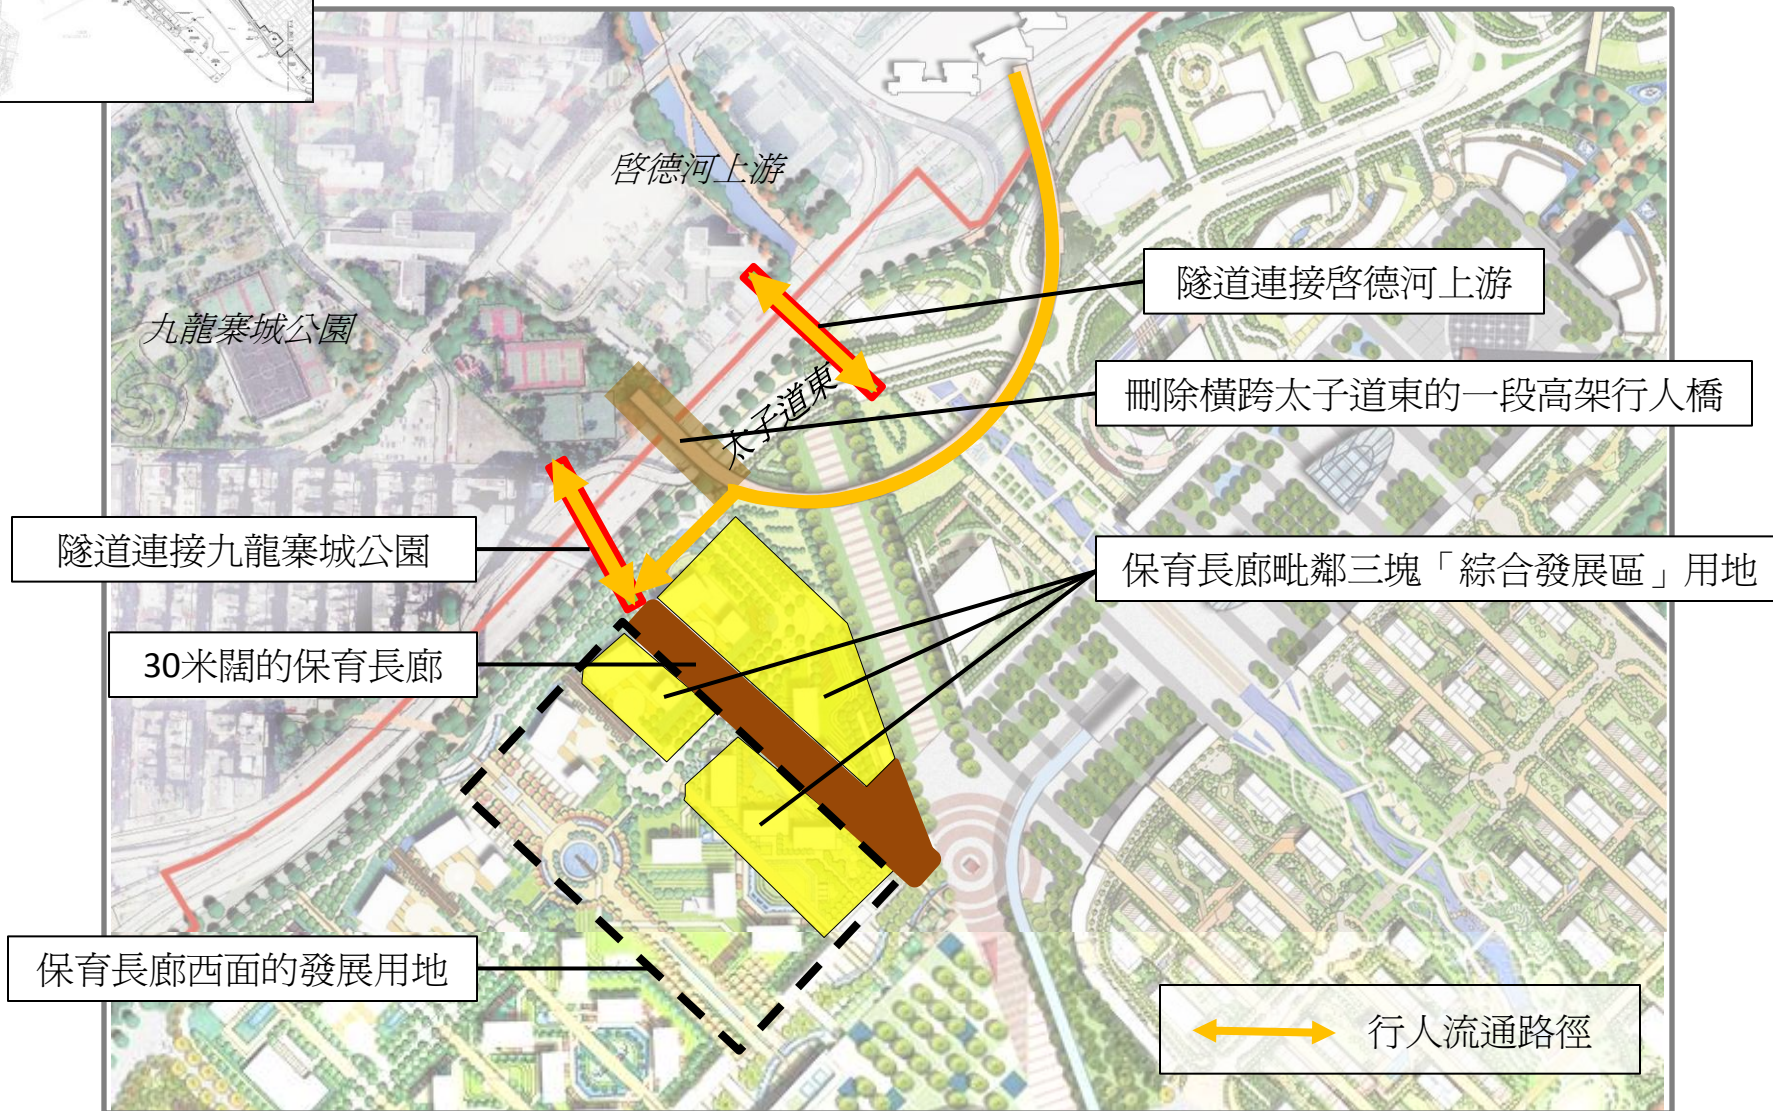 啓德河上游
九龍寨城公園
隧道連接啓德河上游
太子道東
刪除橫跨太子道東的一段高架行人橋
隧道連接九龍寨城公園
保育長廊毗鄰三塊「綜合發展區」用地
30米闊的保育長廊
保育長廊西面的發展用地
行人流通路徑